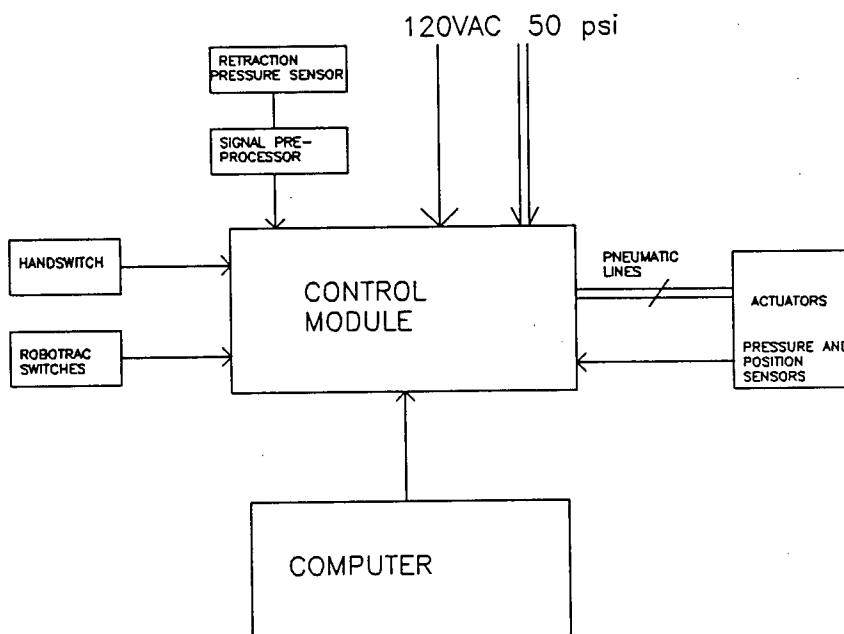 120VAC 50 psi
RETRACTION
PRESSURE SENSOR
SIGNAL PRE-
PROCESSOR
HANDSWITCH
ROBOTRAC
SWITCHES
CONTROL
MODULE
PNEUMATIC
LINES
ACTUATORS
PRESSURE AND
POSITION
SENSORS
COMPUTER